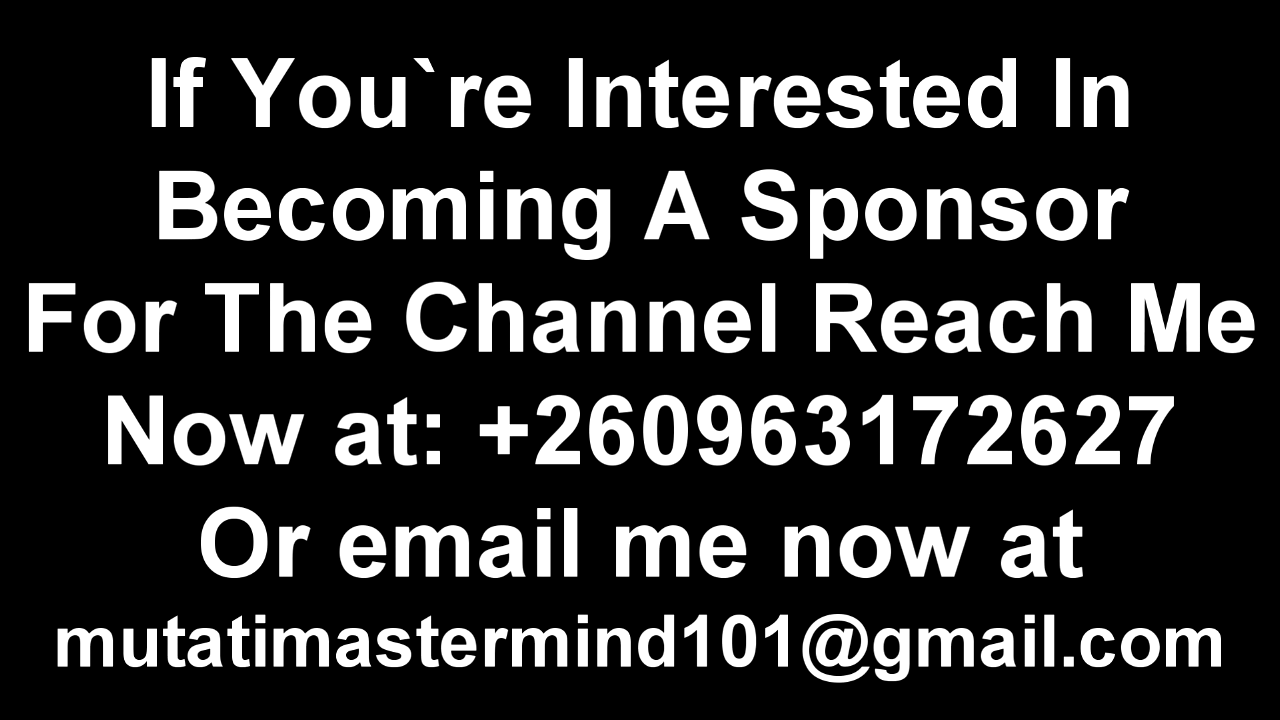 If You`re Interested In
Becoming A Sponsor
For The Channel Reach Me
Now at: +260963172627
Or email me now at
mutatimastermind101@gmail.com